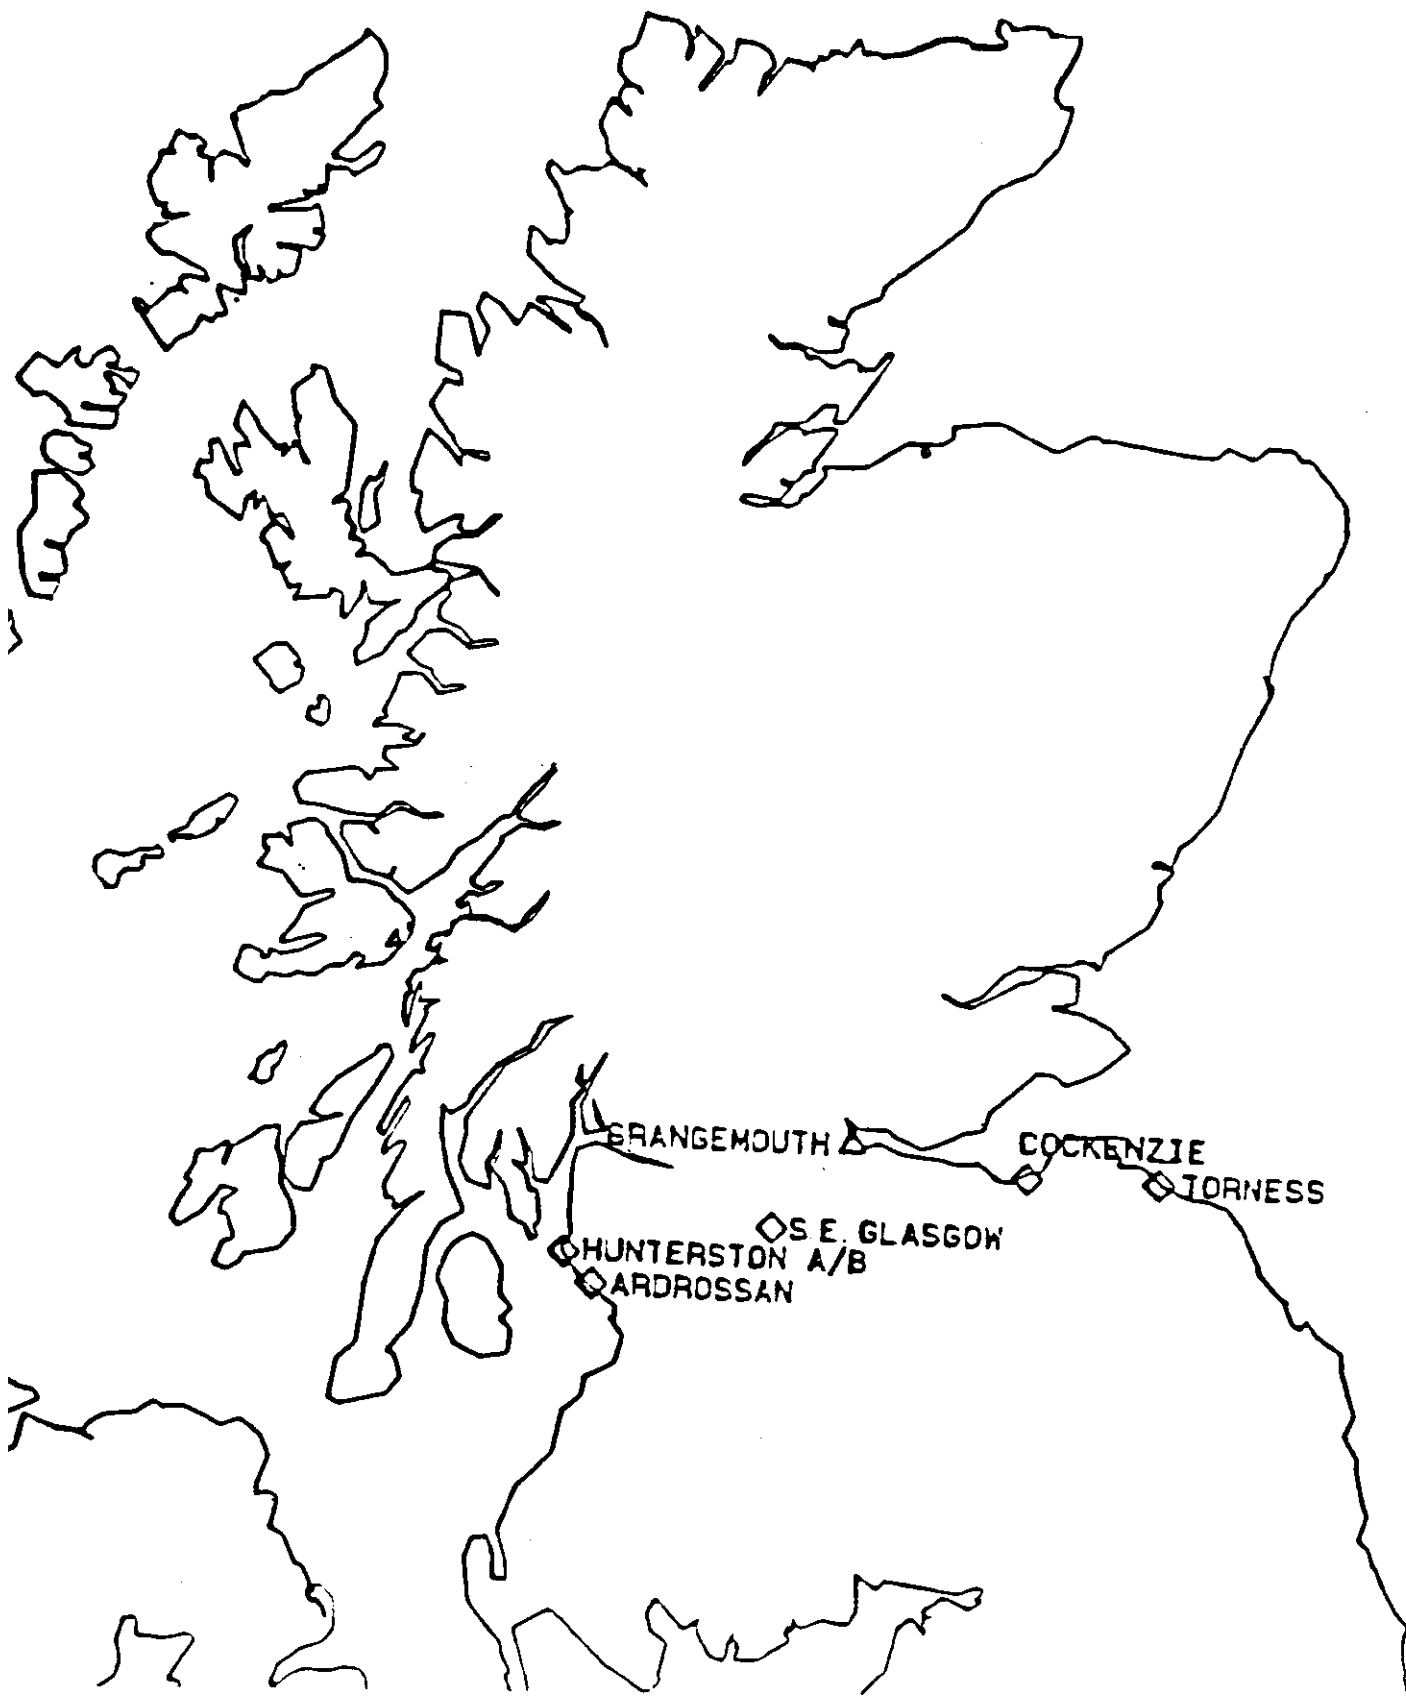 GRANGEMOUTH
COCKENZIE
TORNESS
S.E. GLASGOW
HUNTERSTON A/B
ARDROSSAN